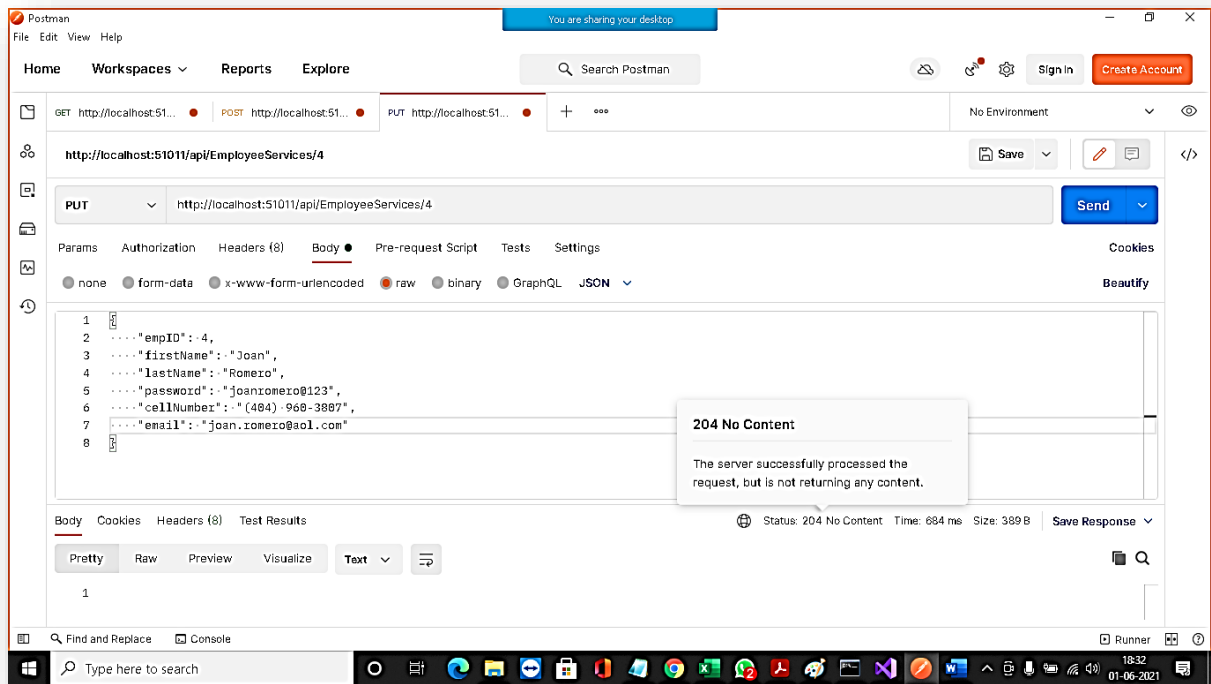 Postman
You are sharing your desktop
File Edit View Help
Home Workspaces Reports Explore Search Postman Sign In Create Account
GET http://localhost:51... POST http://localhost:51... PUT http://localhost:51... No Environment
http://localhost:51011/api/EmployeeServices/4 Save
PUT http://localhost:51011/api/EmployeeServices/4 Send
Params Authorization Headers (8) Body Pre-request Script Tests Settings Cookies
none form-data x-www-form-urlencoded raw binary GraphQL JSON Beautify
1 {
2 ····"empID":·4,
3 ····"firstName":·"Joan",
4 ····"lastName":·"Romero",
5 ····"password":·"joanromero@123",
6 ····"cellNumber":·"(404)·960-3807",
7 ····"email":·"joan.romero@aol.com"
8 }
204 No Content
The server successfully processed the
request, but is not returning any content.
Body Cookies Headers (8) Test Results Status: 204 No Content Time: 684 ms Size: 389 B Save Response
Pretty Raw Preview Visualize Text
1
Find and Replace Console Runner
Type here to search 2 18:32
01-06-2021